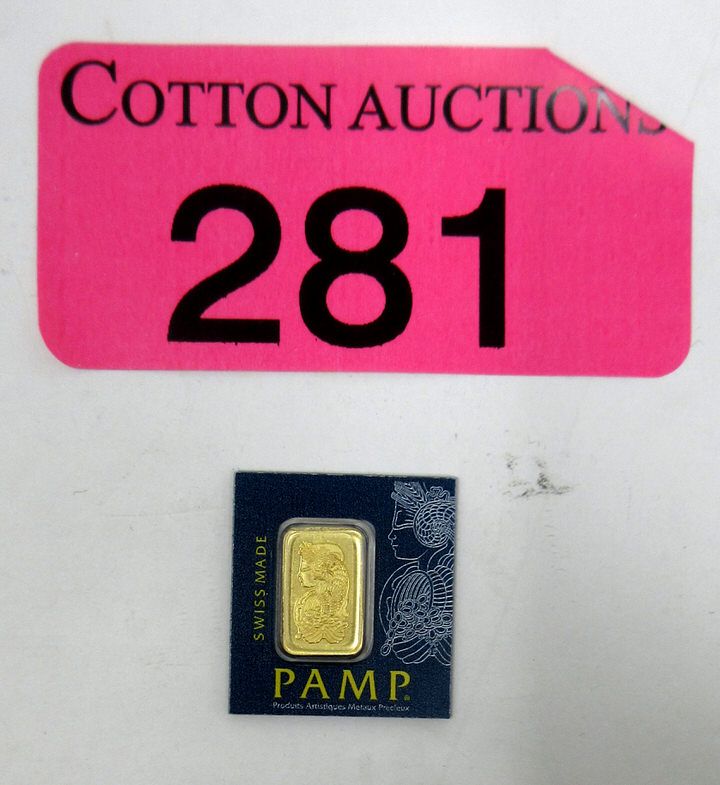 COTTON AUCTIONS
281
SWISS MADE
PAMP®
Produits Artistiques Métaux Précieux